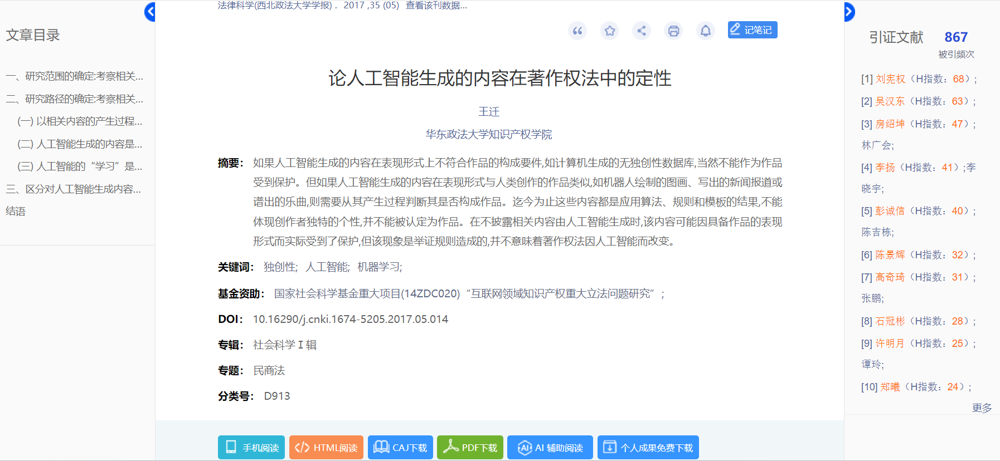 法律科学(西北政法大学学报) . 2017 ,35 (05) 查看该刊数据...
文章目录
一、研究范围的确定:考察相关...
二、研究路径的确定:考察相关...
(一) 以相关内容的产生过程...
(二) 人工智能生成的内容是...
(三) 人工智能的“学习”是...
三、区分对人工智能生成内容...
结语
记笔记
论人工智能生成的内容在著作权法中的定性
王迁
华东政法大学知识产权学院
摘要： 如果人工智能生成的内容在表现形式上不符合作品的构成要件,如计算机生成的无独创性数据库,当然不能作为作品
受到保护。但如果人工智能生成的内容在表现形式与人类创作的作品类似,如机器人绘制的图画、写出的新闻报道或
谱出的乐曲,则需要从其产生过程判断其是否构成作品。迄今为止这些内容都是应用算法、规则和模板的结果,不能
体现创作者独特的个性,并不能被认定为作品。在不披露相关内容由人工智能生成时,该内容可能因具备作品的表现
形式而实际受到了保护,但该现象是举证规则造成的,并不意味着著作权法因人工智能而改变。
关键词： 独创性; 人工智能; 机器学习;
基金资助： 国家社会科学基金重大项目(14ZDC020)“互联网领域知识产权重大立法问题研究”;
DOI： 10.16290/j.cnki.1674-5205.2017.05.014
专辑： 社会科学Ⅰ辑
专题： 民商法
分类号： D913
手机阅读 HTML阅读 CAJ下载 PDF下载 AI AI 辅助阅读 个人成果免费下载
引证文献 867
被引频次
[1] 刘宪权（H指数：68）;
[2] 吴汉东（H指数：63）;
[3] 房绍坤（H指数：47）;
林广会;
[4] 李扬（H指数：41）;李
晓宇;
[5] 彭诚信（H指数：40）;
陈吉栋;
[6] 陈景辉（H指数：32）;
[7] 高奇琦（H指数：31）;
张鹏;
[8] 石冠彬（H指数：28）;
[9] 许明月（H指数：25）;
谭玲;
[10] 郑曦（H指数：24）;
更多